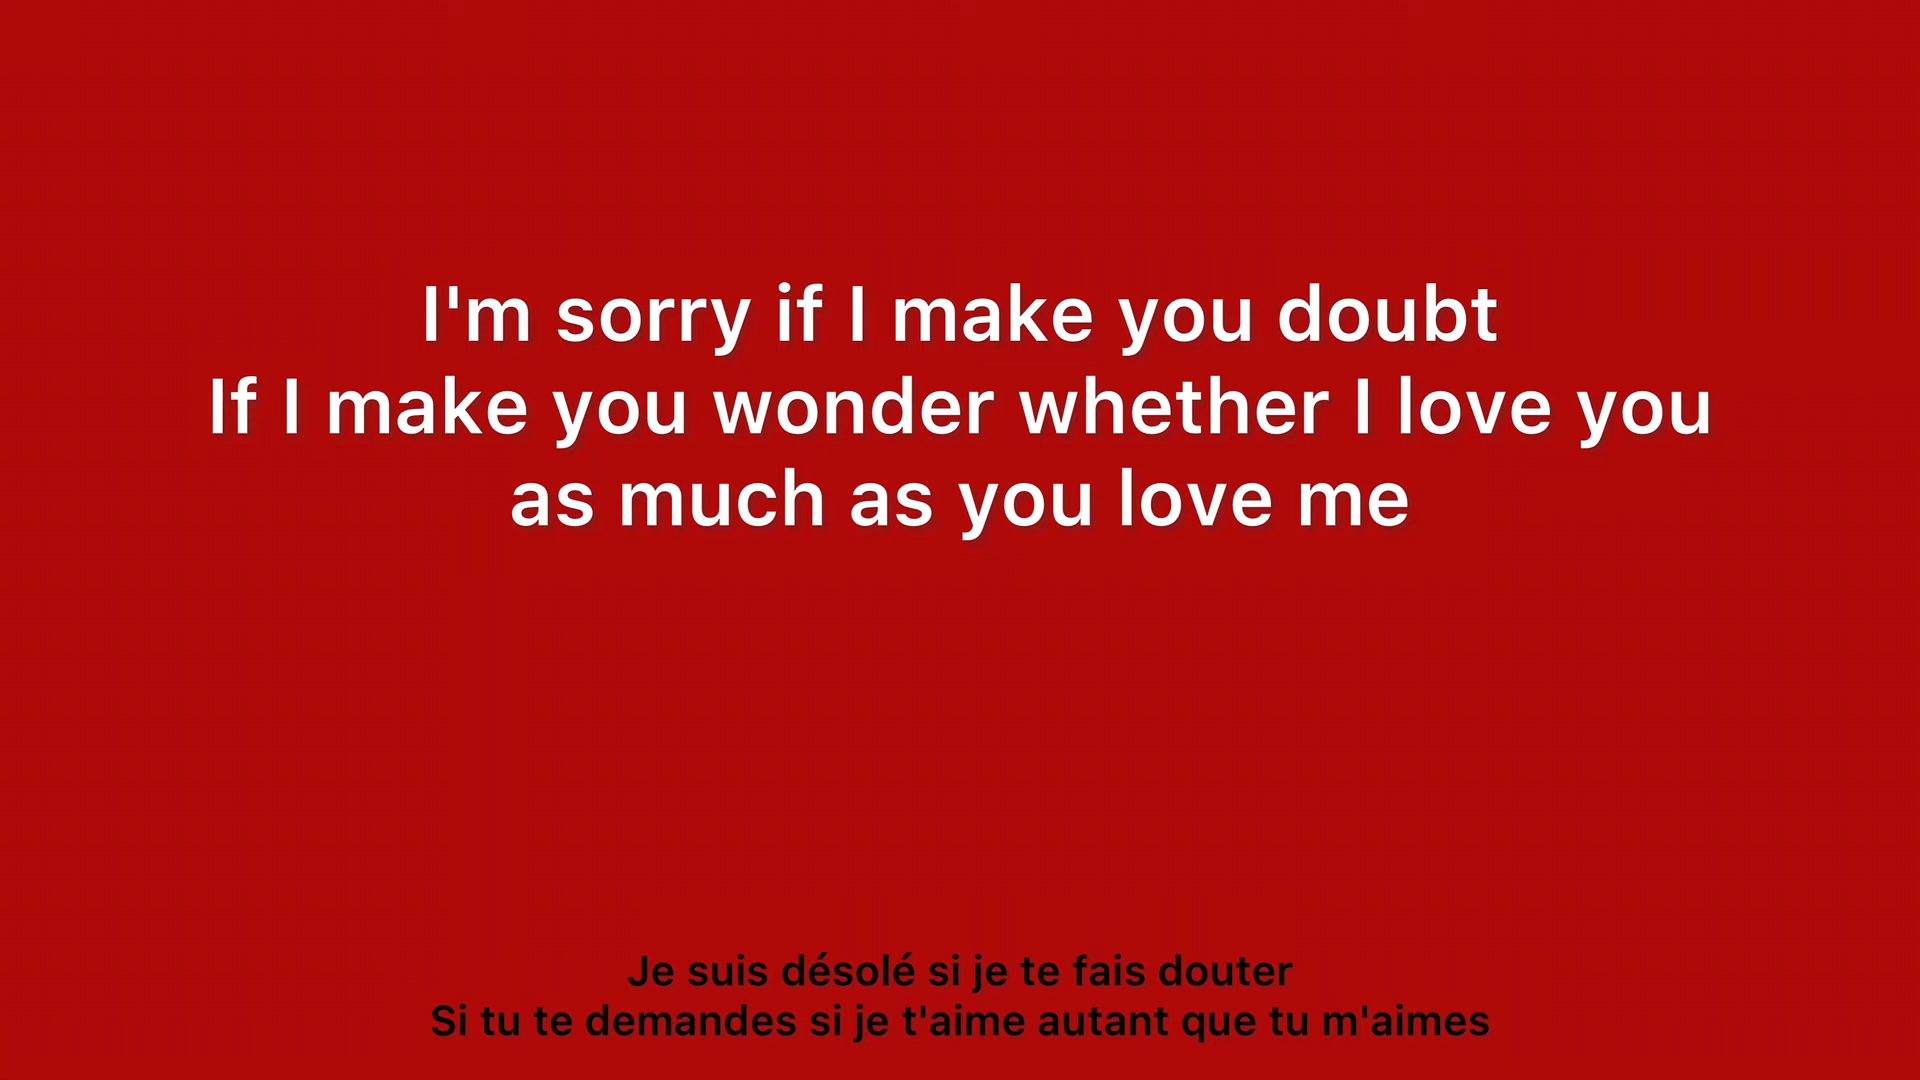 I'm sorry if I make you doubt
If I make you wonder whether I love you
as much as you love me
Je suis désolé si je te fais douter
Si tu te demandes si je t'aime autant que tu m'aimes